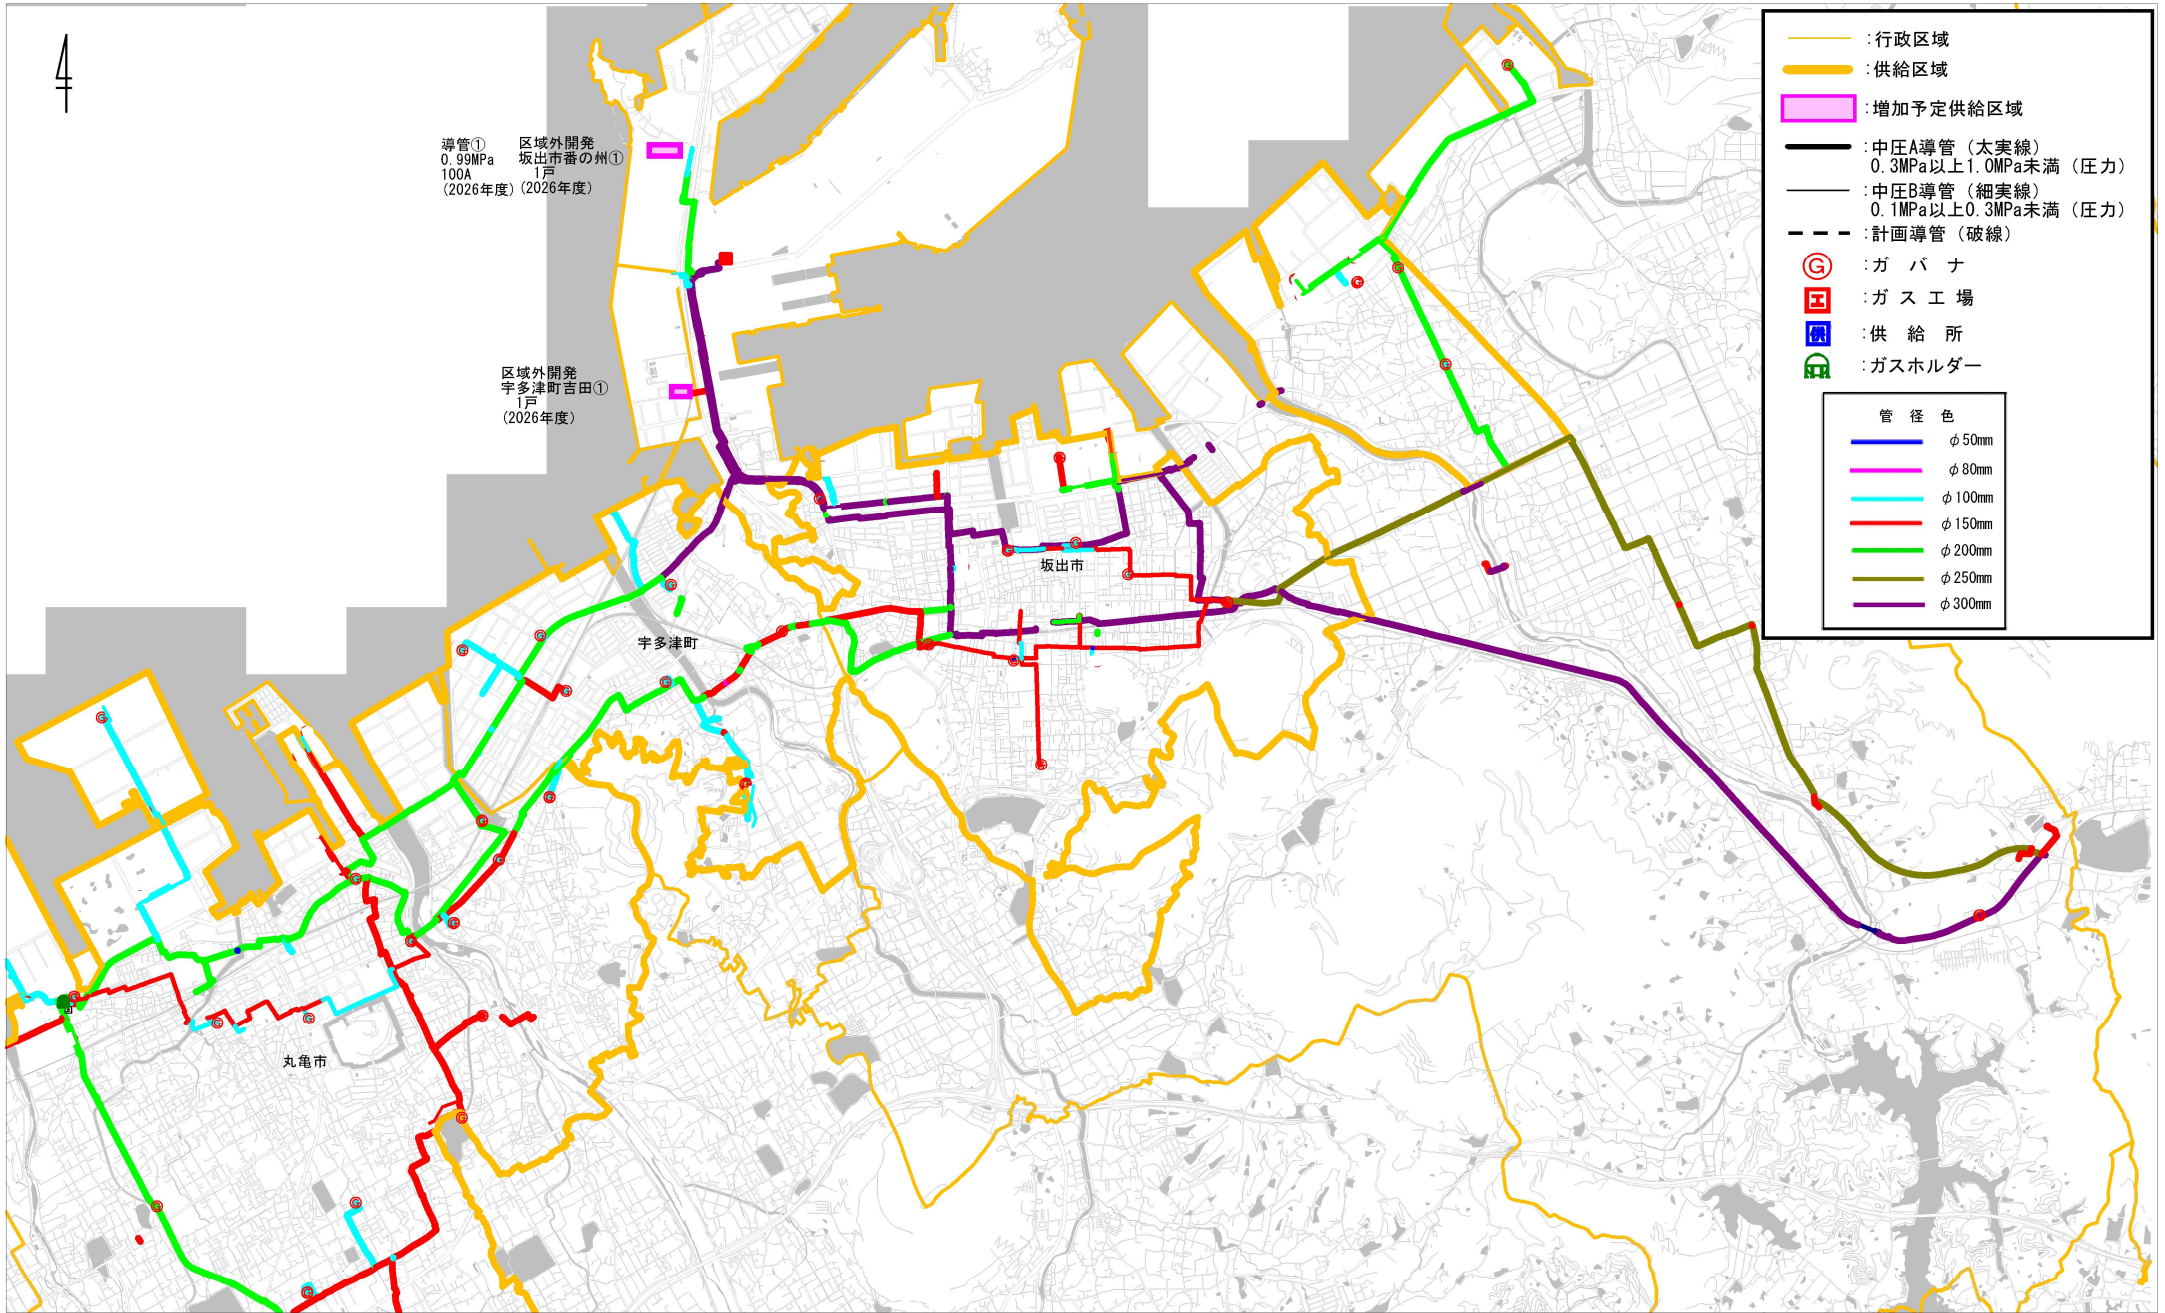 導管①
0.99MPa
100A
(2026年度)
区域外開発
坂出市番の州①
1戸
(2026年度)
区域外開発
宇多津町吉田①
1戸
(2026年度)
坂出市
宇多津町
丸亀市
:行政区域
:供給区域
:増加予定供給区域
:中圧A導管（太実線）
0.3MPa以上1.0MPa未満（圧力）
:中圧B導管（細実線）
0.1MPa以上0.3MPa未満（圧力）
:計画導管（破線）
G :ガ バ ナ
工 :ガ ス 工 場
供 :供 給 所
:ガスホルダー
管 径 色
φ50mm
φ80mm
φ100mm
φ150mm
φ200mm
φ250mm
φ300mm